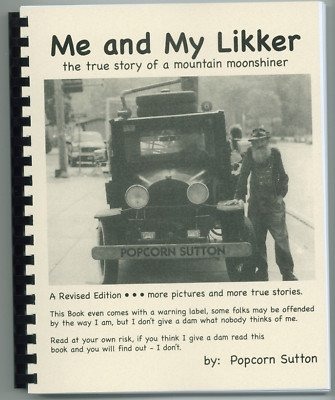 Me and My Likker
the true story of a mountain moonshiner
POPCORN SUTTON
A Revised Edition • • • more pictures and more true stories.
This Book even comes with a warning label, some folks may be offended
by the way I am, but I don't give a dam what nobody thinks of me.
Read at your own risk, if you think I give a dam read this
book and you will find out - I don't.
by: Popcorn Sutton